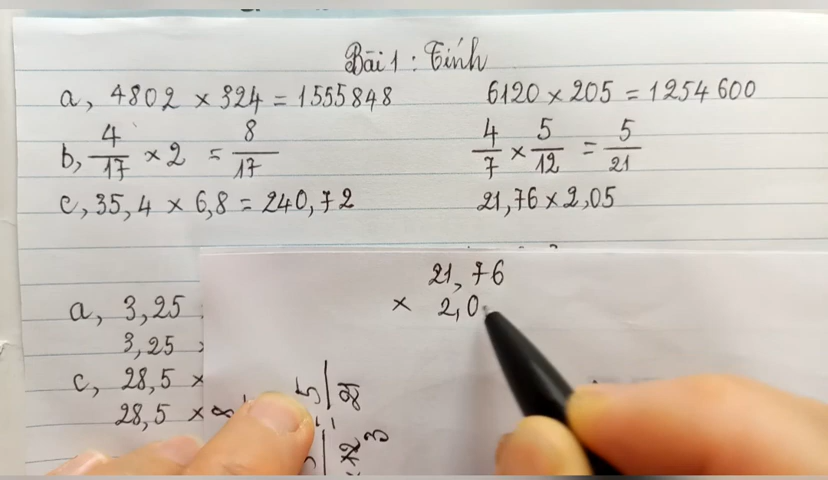 Bài 1 : Tính
a, 4802 × 324 = 1555848 6120 × 205 = 1254600
b, 4/17 × 2 = 8/17 4/7 × 5/12 = 5/21
c, 35,4 × 6,8 = 240,72 21,76 × 2,05
21,76
× 2,0
a, 3,25
3,25
c, 28,5 ×
28,5 ×